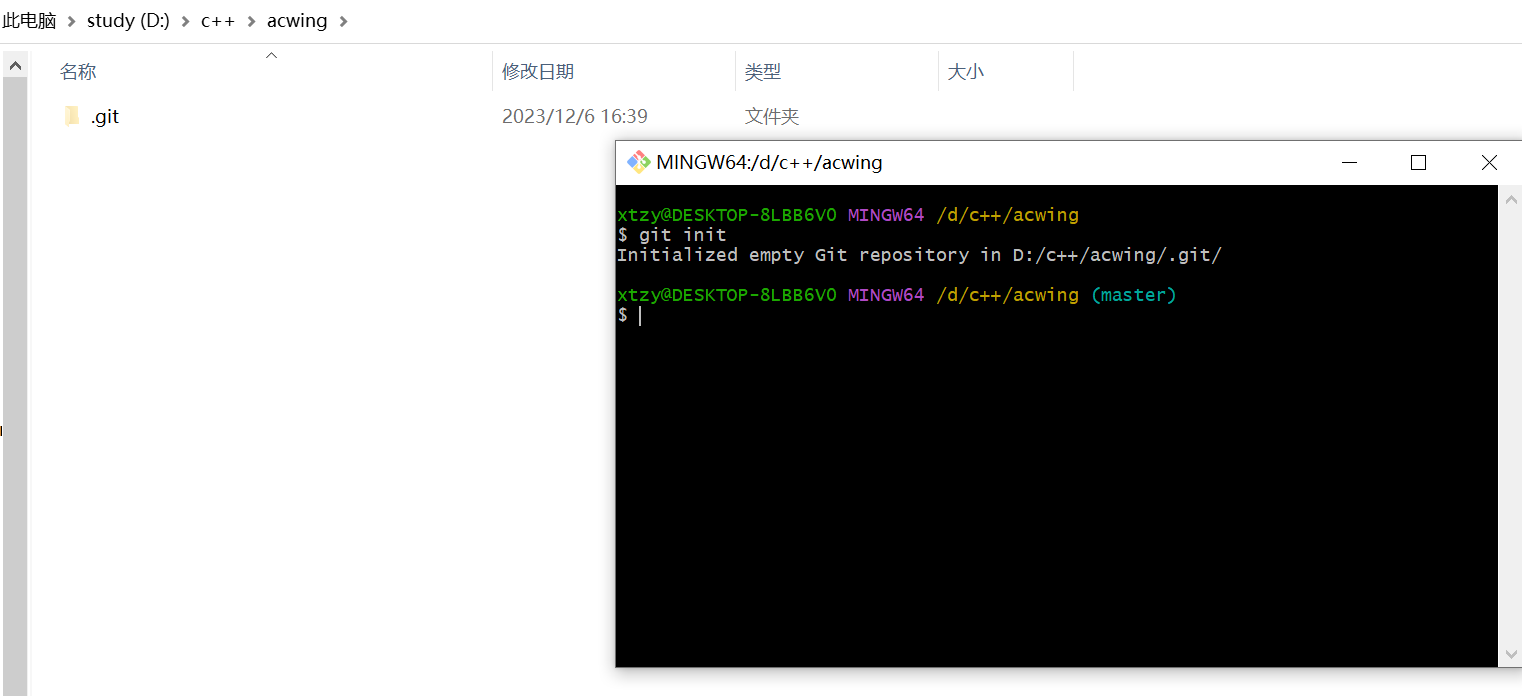 此电脑 > study (D:) > c++ > acwing >
名称 修改日期 类型 大小
.git 2023/12/6 16:39 文件夹
MINGW64:/d/c++/acwing
xtzy@DESKTOP-8LBB6V0 MINGW64 /d/c++/acwing
$ git init
Initialized empty Git repository in D:/c++/acwing/.git/
xtzy@DESKTOP-8LBB6V0 MINGW64 /d/c++/acwing (master)
$